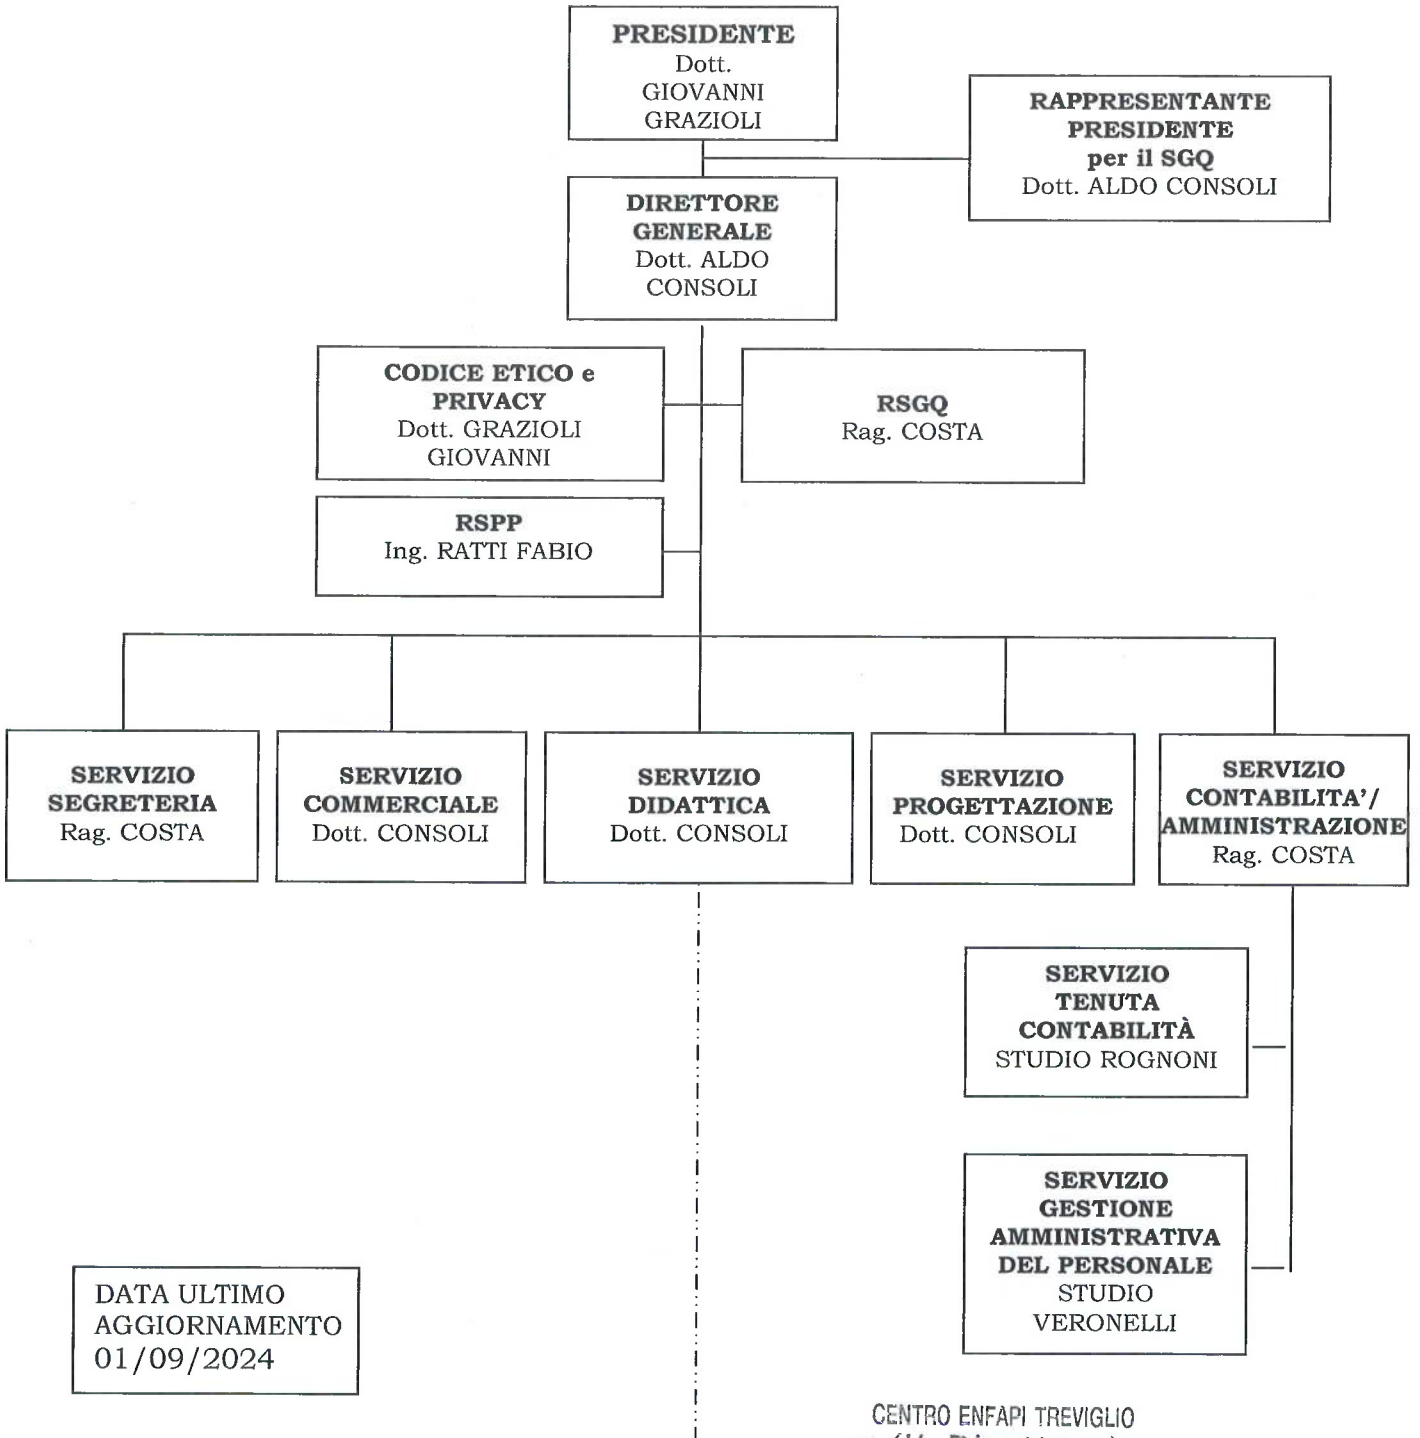 PRESIDENTE
Dott.
GIOVANNI
GRAZIOLI
RAPPRESENTANTE
PRESIDENTE
per il SGQ
Dott. ALDO CONSOLI
DIRETTORE
GENERALE
Dott. ALDO
CONSOLI
CODICE ETICO e
PRIVACY
Dott. GRAZIOLI
GIOVANNI
RSGQ
Rag. COSTA
RSPP
Ing. RATTI FABIO
SERVIZIO
SEGRETERIA
Rag. COSTA
SERVIZIO
COMMERCIALE
Dott. CONSOLI
SERVIZIO
DIDATTICA
Dott. CONSOLI
SERVIZIO
PROGETTAZIONE
Dott. CONSOLI
SERVIZIO
CONTABILITA'/
AMMINISTRAZIONE
Rag. COSTA
SERVIZIO
TENUTA
CONTABILITÀ
STUDIO ROGNONI
SERVIZIO
GESTIONE
AMMINISTRATIVA
DEL PERSONALE
STUDIO
VERONELLI
DATA ULTIMO
AGGIORNAMENTO
01/09/2024
CENTRO ENFAPI TREVIGLIO